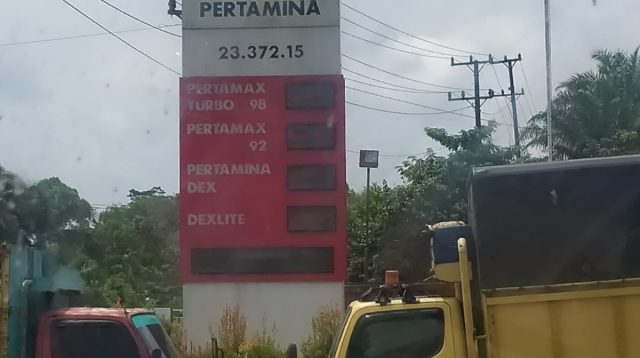 PERTAMINA
23.372.15
PERTAMAX
TURBO 98
PERTAMAX
92
PERTAMINA
DEX
DEXLITE